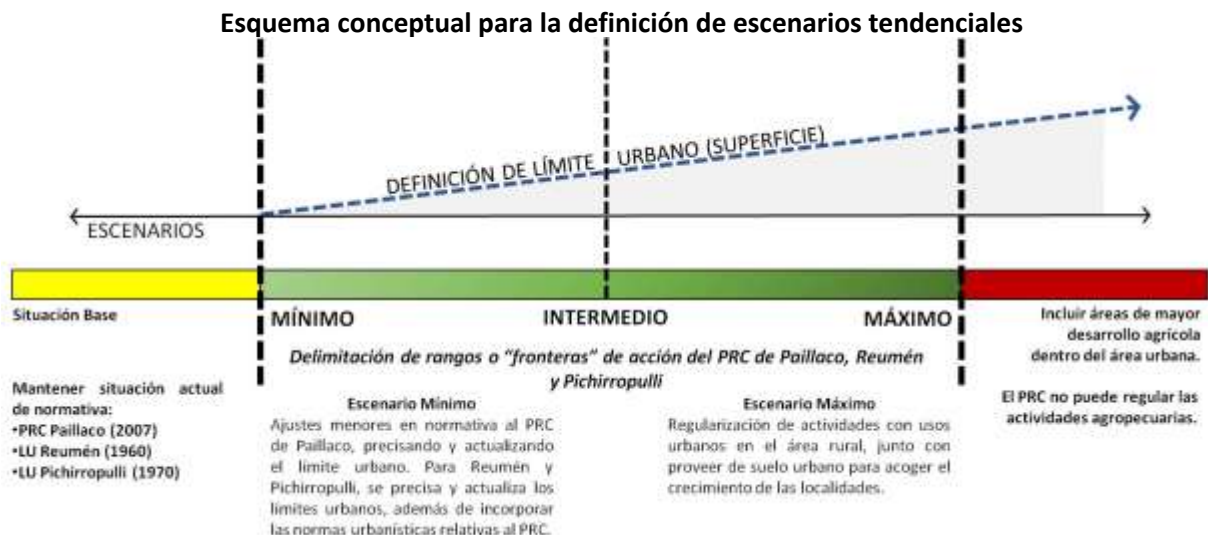 Esquema conceptual para la definición de escenarios tendenciales
DEFINICIÓN DE LÍMITE URBANO (SUPERFICIE)
ESCENARIOS
Situación Base
MÍNIMO
INTERMEDIO
MÁXIMO
Incluir áreas de mayor
desarrollo agrícola
dentro del área urbana.
Delimitación de rangos o "fronteras" de acción del PRC de Paillaco, Reumén
y Pichirropulli
Mantener situación actual
de normativa:
•PRC Paillaco (2007)
•LU Reumén (1960)
•LU Pichirropulli (1970)
Escenario Mínimo
Ajustes menores en normativa al PRC
de Paillaco, precisando y actualizando
el límite urbano. Para Reumén y
Pichirropulli, se precisa y actualiza los
límites urbanos, además de incorporar
las normas urbanísticas relativas al PRC.
Escenario Máximo
Regularización de actividades con usos
urbanos en el área rural, junto con
proveer de suelo urbano para acoger el
crecimiento de las localidades.
El PRC no puede regular las
actividades agropecuarias.